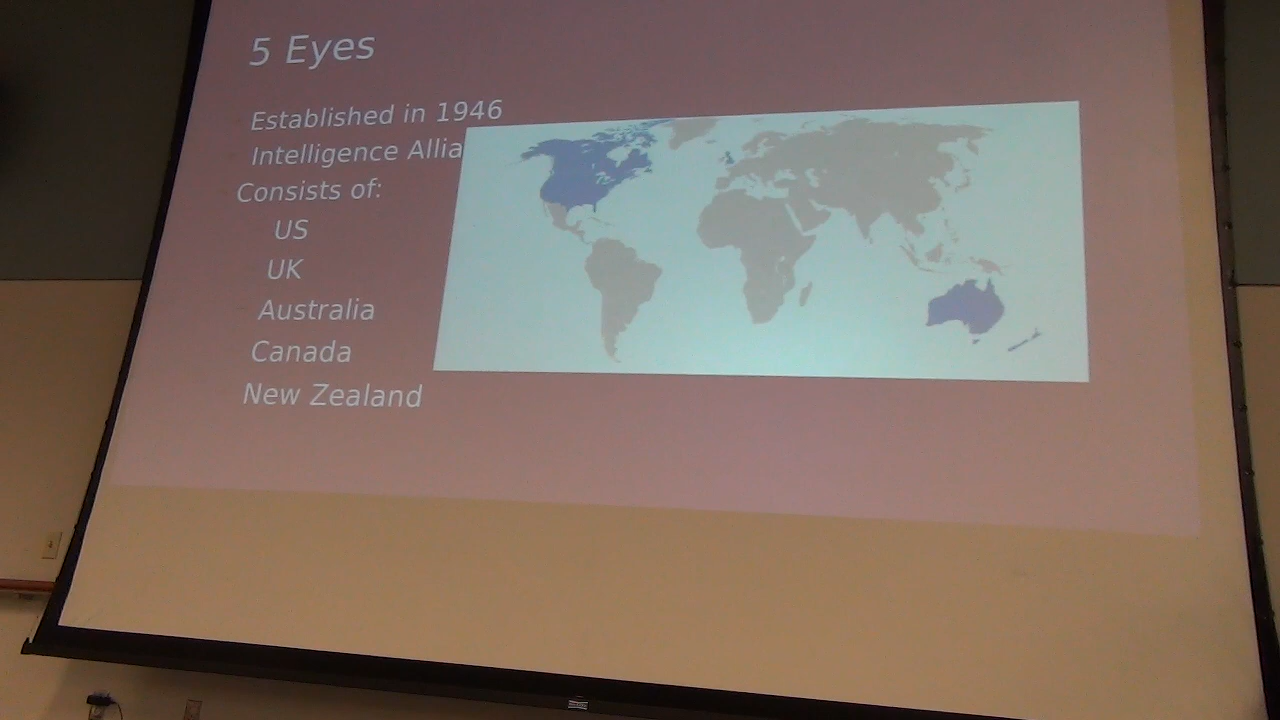 5 Eyes
Established in 1946
Intelligence Allia
Consists of:
US
UK
Australia
Canada
New Zealand